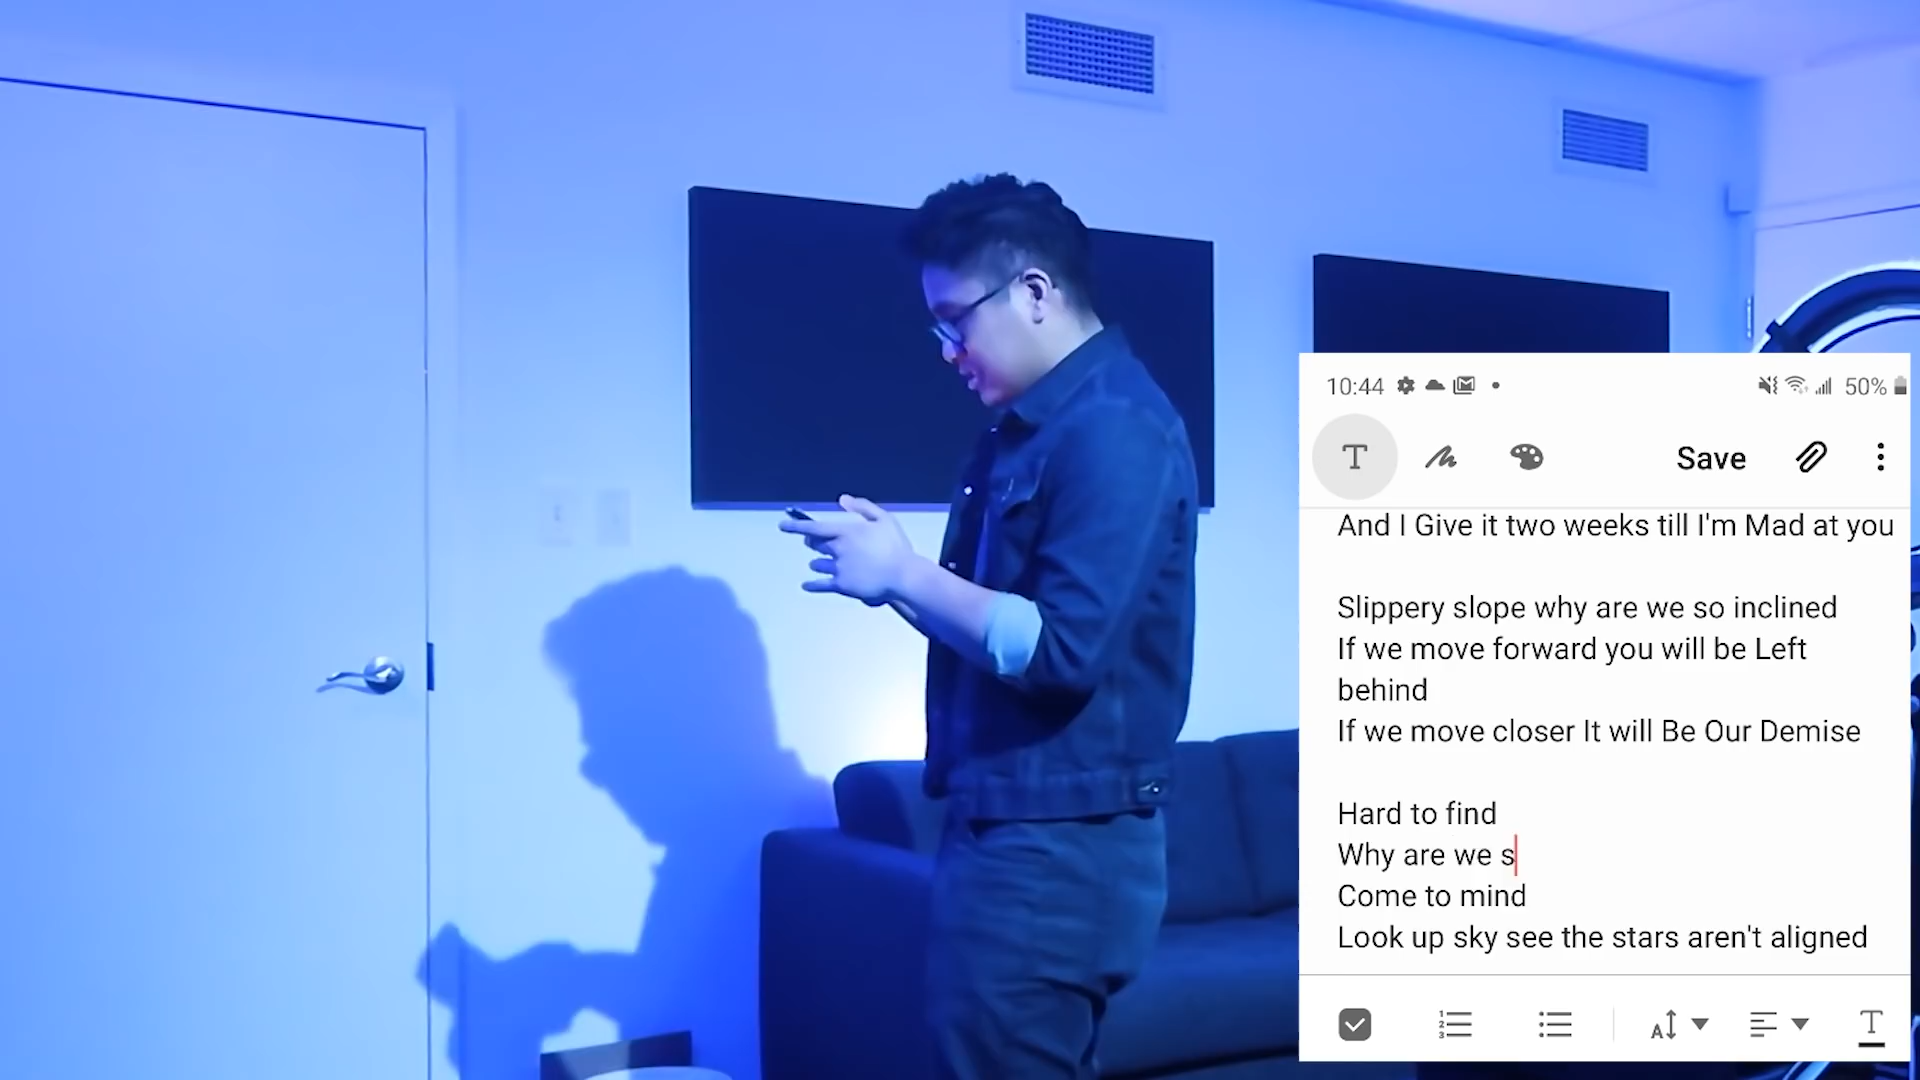 10:44 50%
Save
And I Give it two weeks till I'm Mad at you
Slippery slope why are we so inclined
If we move forward you will be Left
behind
If we move closer It will Be Our Demise
Hard to find
Why are we s
Come to mind
Look up sky see the stars aren't aligned